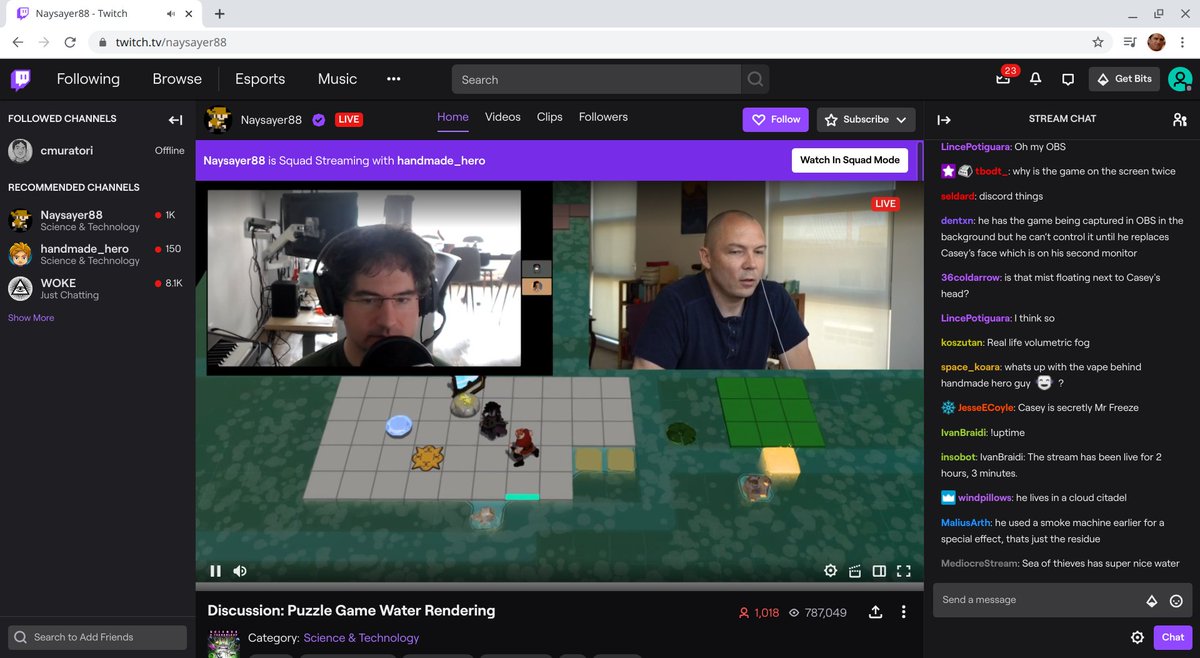 Naysayer88 - Twitch
twitch.tv/naysayer88
Following
Browse
Esports
Music
Search
23
Get Bits
FOLLOWED CHANNELS
cmuratori
Offline
RECOMMENDED CHANNELS
Naysayer88
1K
Science & Technology
handmade_hero
150
Science & Technology
WOKE
8.1K
Just Chatting
Show More
Search to Add Friends
Naysayer88
LIVE
Home
Videos
Clips
Followers
Follow
Subscribe
Naysayer88 is Squad Streaming with handmade_hero
Watch In Squad Mode
LIVE
Discussion: Puzzle Game Water Rendering
1,018
787,049
Category: Science & Technology
STREAM CHAT
LincePotiguara: Oh my OBS
tbodt_: why is the game on the screen twice
seldard: discord things
dentxn: he has the game being captured in OBS in the
background but he can't control it until he replaces
Casey's face which is on his second monitor
36coldarrow: is that mist floating next to Casey's
head?
LincePotiguara: I think so
koszutan: Real life volumetric fog
space_koara: whats up with the vape behind
handmade hero guy ?
JesseECoyle: Casey is secretly Mr Freeze
IvanBraidi: !uptime
insobot: IvanBraidi: The stream has been live for 2
hours, 3 minutes.
windpillows: he lives in a cloud citadel
MaliusArth: he used a smoke machine earlier for a
special effect, thats just the residue
MediocreStream: Sea of thieves has super nice water
Send a message
Chat